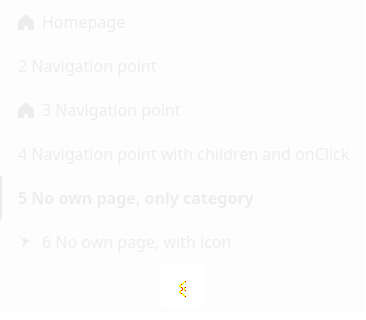 Homepage
2 Navigation point
3 Navigation point
4 Navigation point with children and onClick
5 No own page, only category
6 No own page, with icon